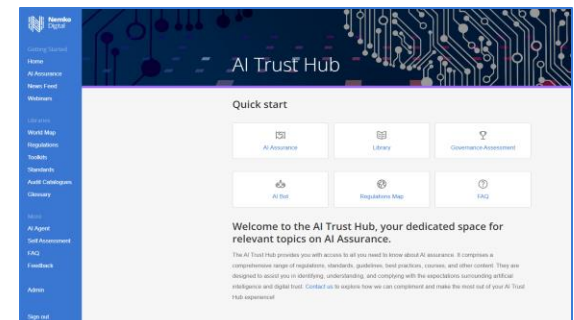 Nemko
Digital
Getting Started
Home
AI Assurance
News Feed
Webinars
Libraries
World Map
Regulations
Toolkits
Standards
Audit Catalogues
Glossary
More
AI Agent
Self Assessment
FAQ
Feedback
Admin
Sign out
AI Trust Hub
Quick start
AI Assurance
Library
Governance Assessment
AI Bot
Regulations Map
FAQ
Welcome to the AI Trust Hub, your dedicated space for
relevant topics on AI Assurance.
The AI Trust Hub provides you with access to all you need to know about AI assurance. It comprises a
comprehensive range of regulations, standards, guidelines, best practices, courses, and other content. They are
designed to assist you in identifying, understanding, and complying with the expectations surrounding artificial
intelligence and digital trust. Contact us to explore how we can compliment and make the most out of your AI Trust
Hub experience!